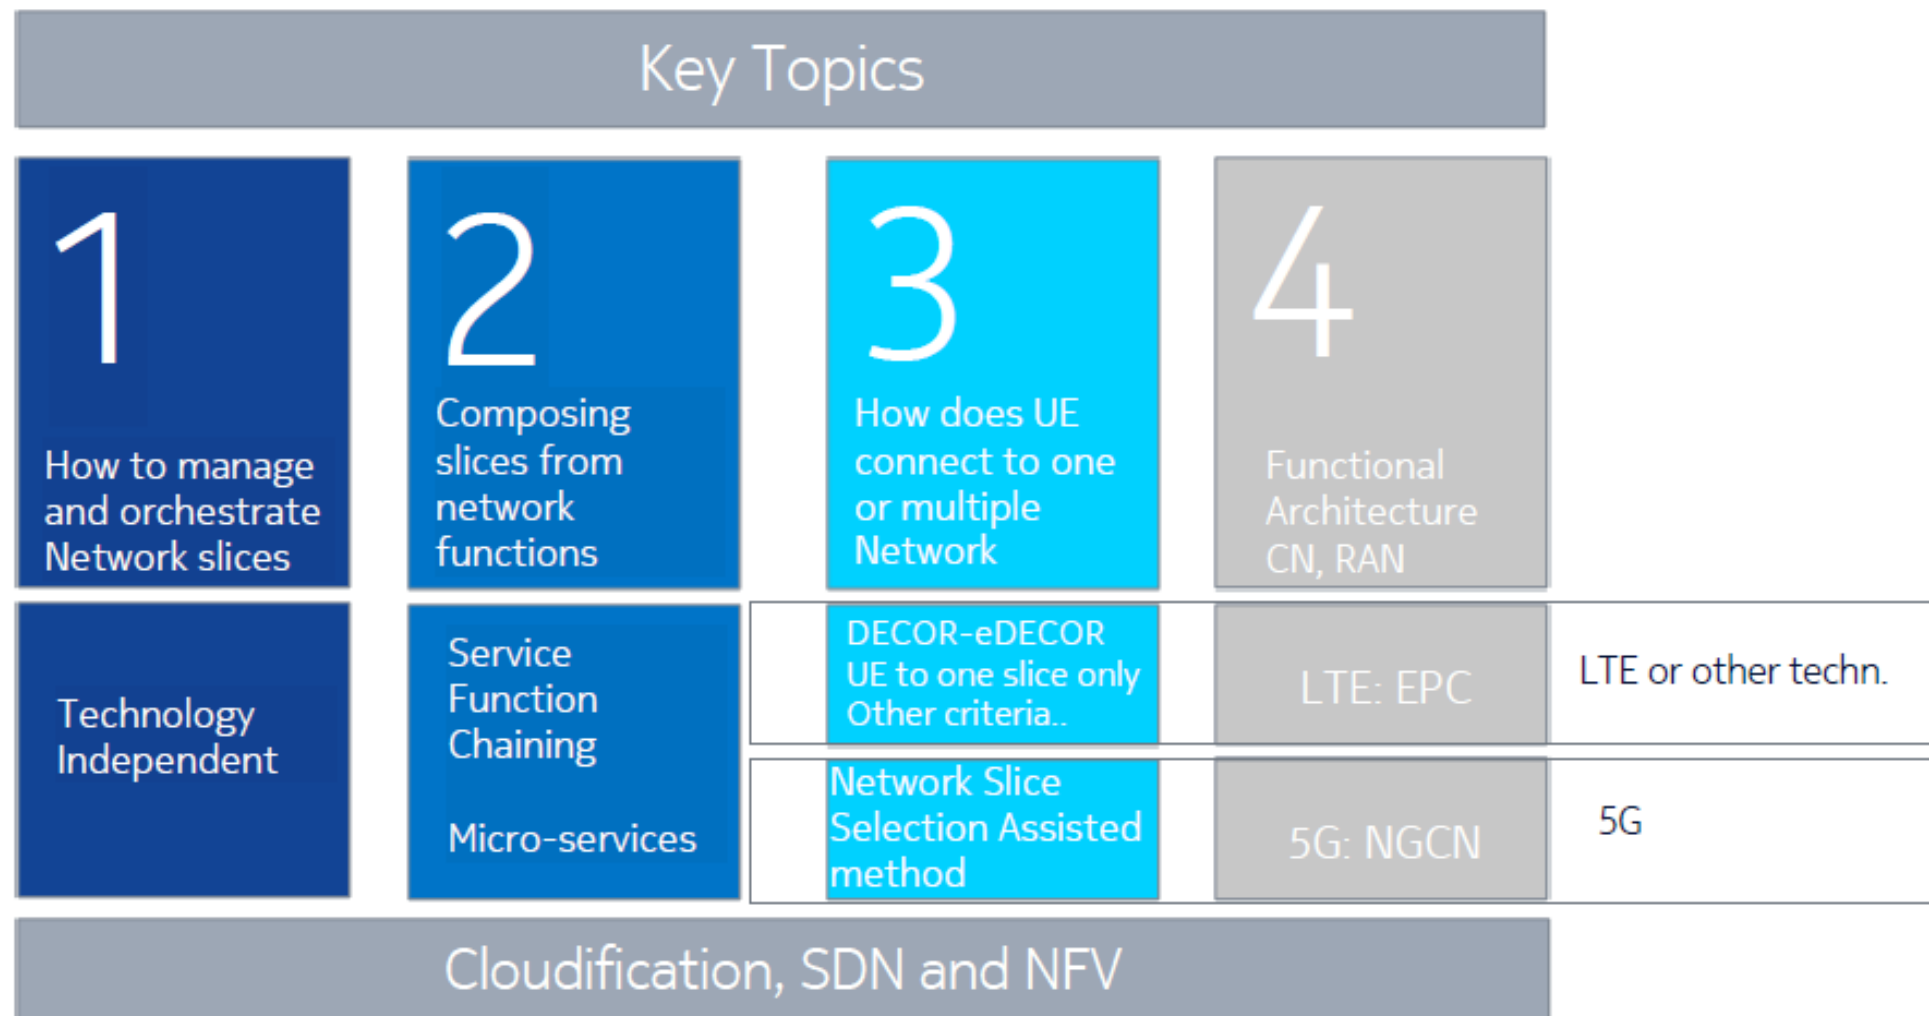 Key Topics
1
How to manage
and orchestrate
Network slices
2
Composing
slices from
network
functions
3
How does UE
connect to one
or multiple
Network
4
Functional
Architecture
CN, RAN
Technology
Independent
Service
Function
Chaining
Micro-services
DECOR-eDECOR
UE to one slice only
Other criteria..
LTE: EPC
LTE or other techn.
Network Slice
Selection Assisted
method
5G: NGCN
5G
Cloudification, SDN and NFV